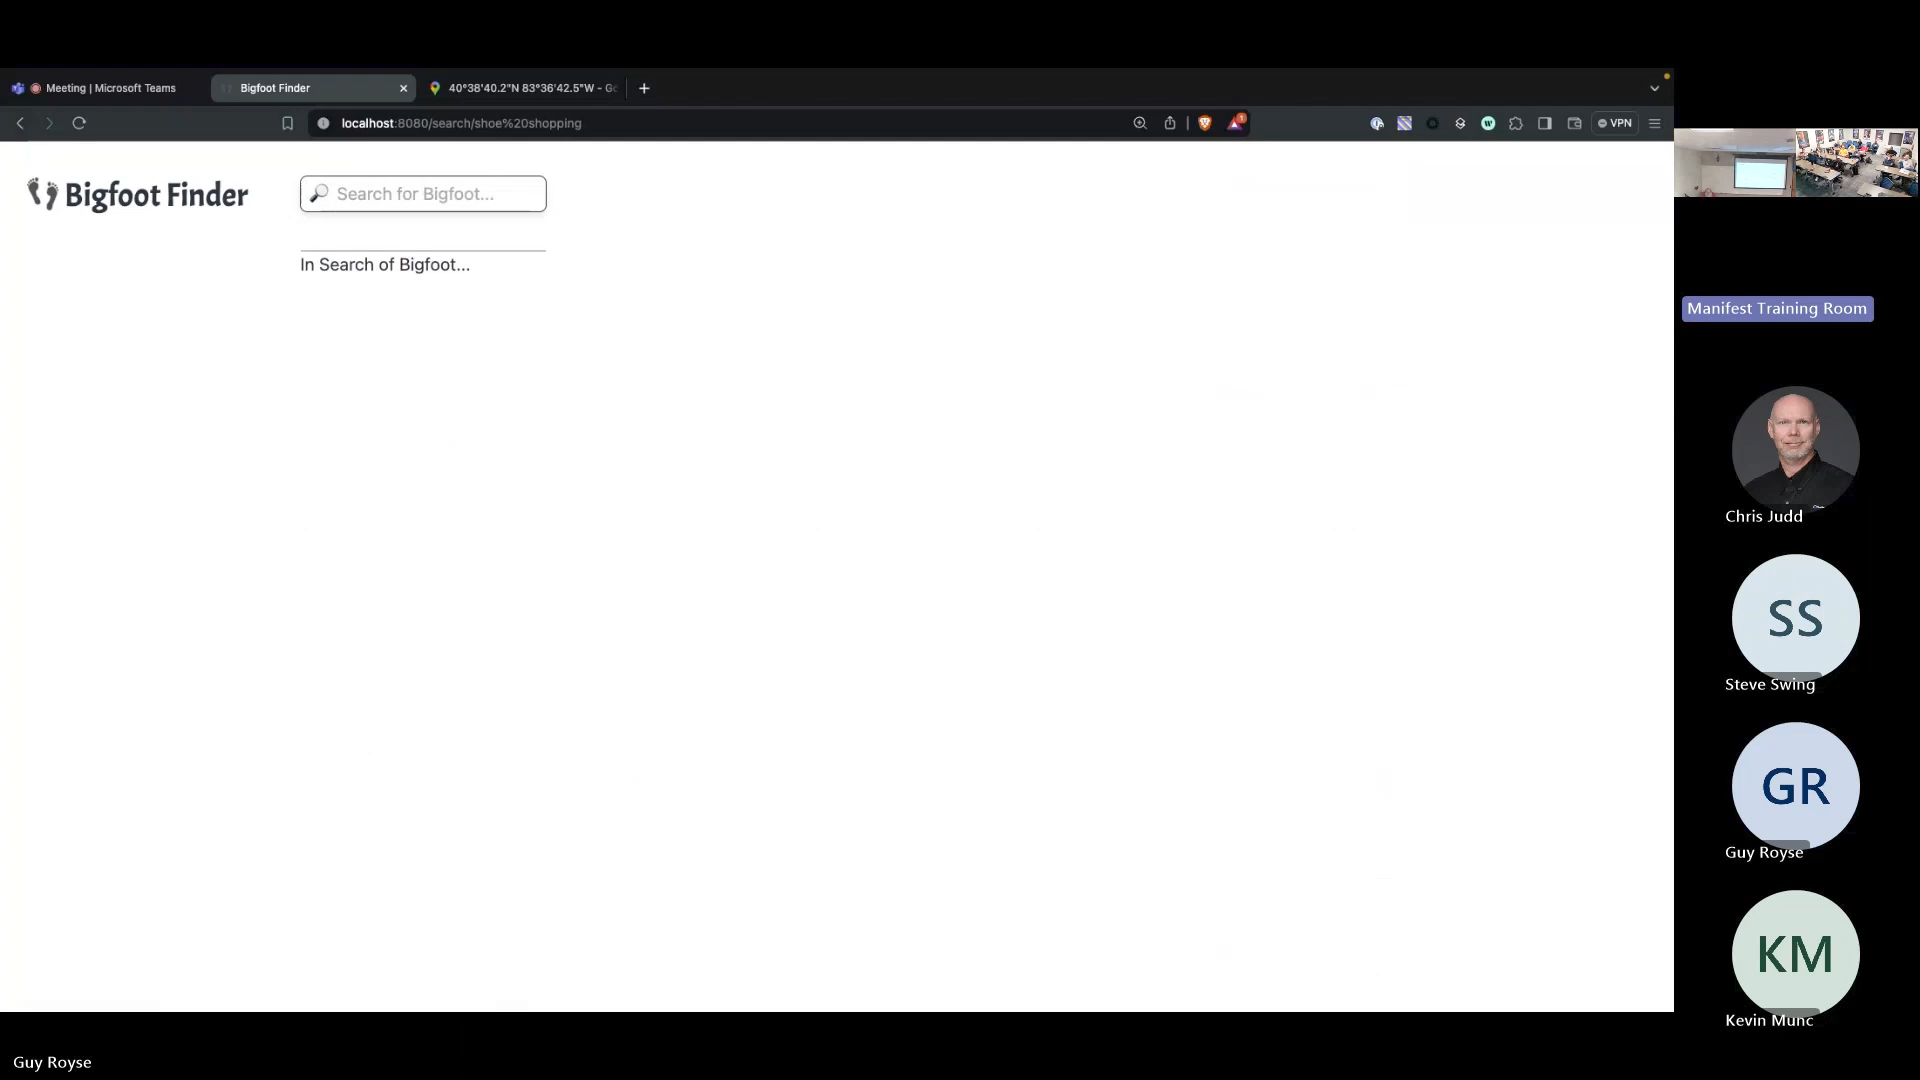 Meeting | Microsoft Teams
Bigfoot Finder
40°38'40.2"N 83°36'42.5"W - Go
localhost:8080/search/shoe%20shopping
1
VPN
Bigfoot Finder
Search for Bigfoot...
In Search of Bigfoot...
Manifest Training Room
Chris Judd
SS
Steve Swing
GR
Guy Royse
KM
Kevin Munc
Guy Royse